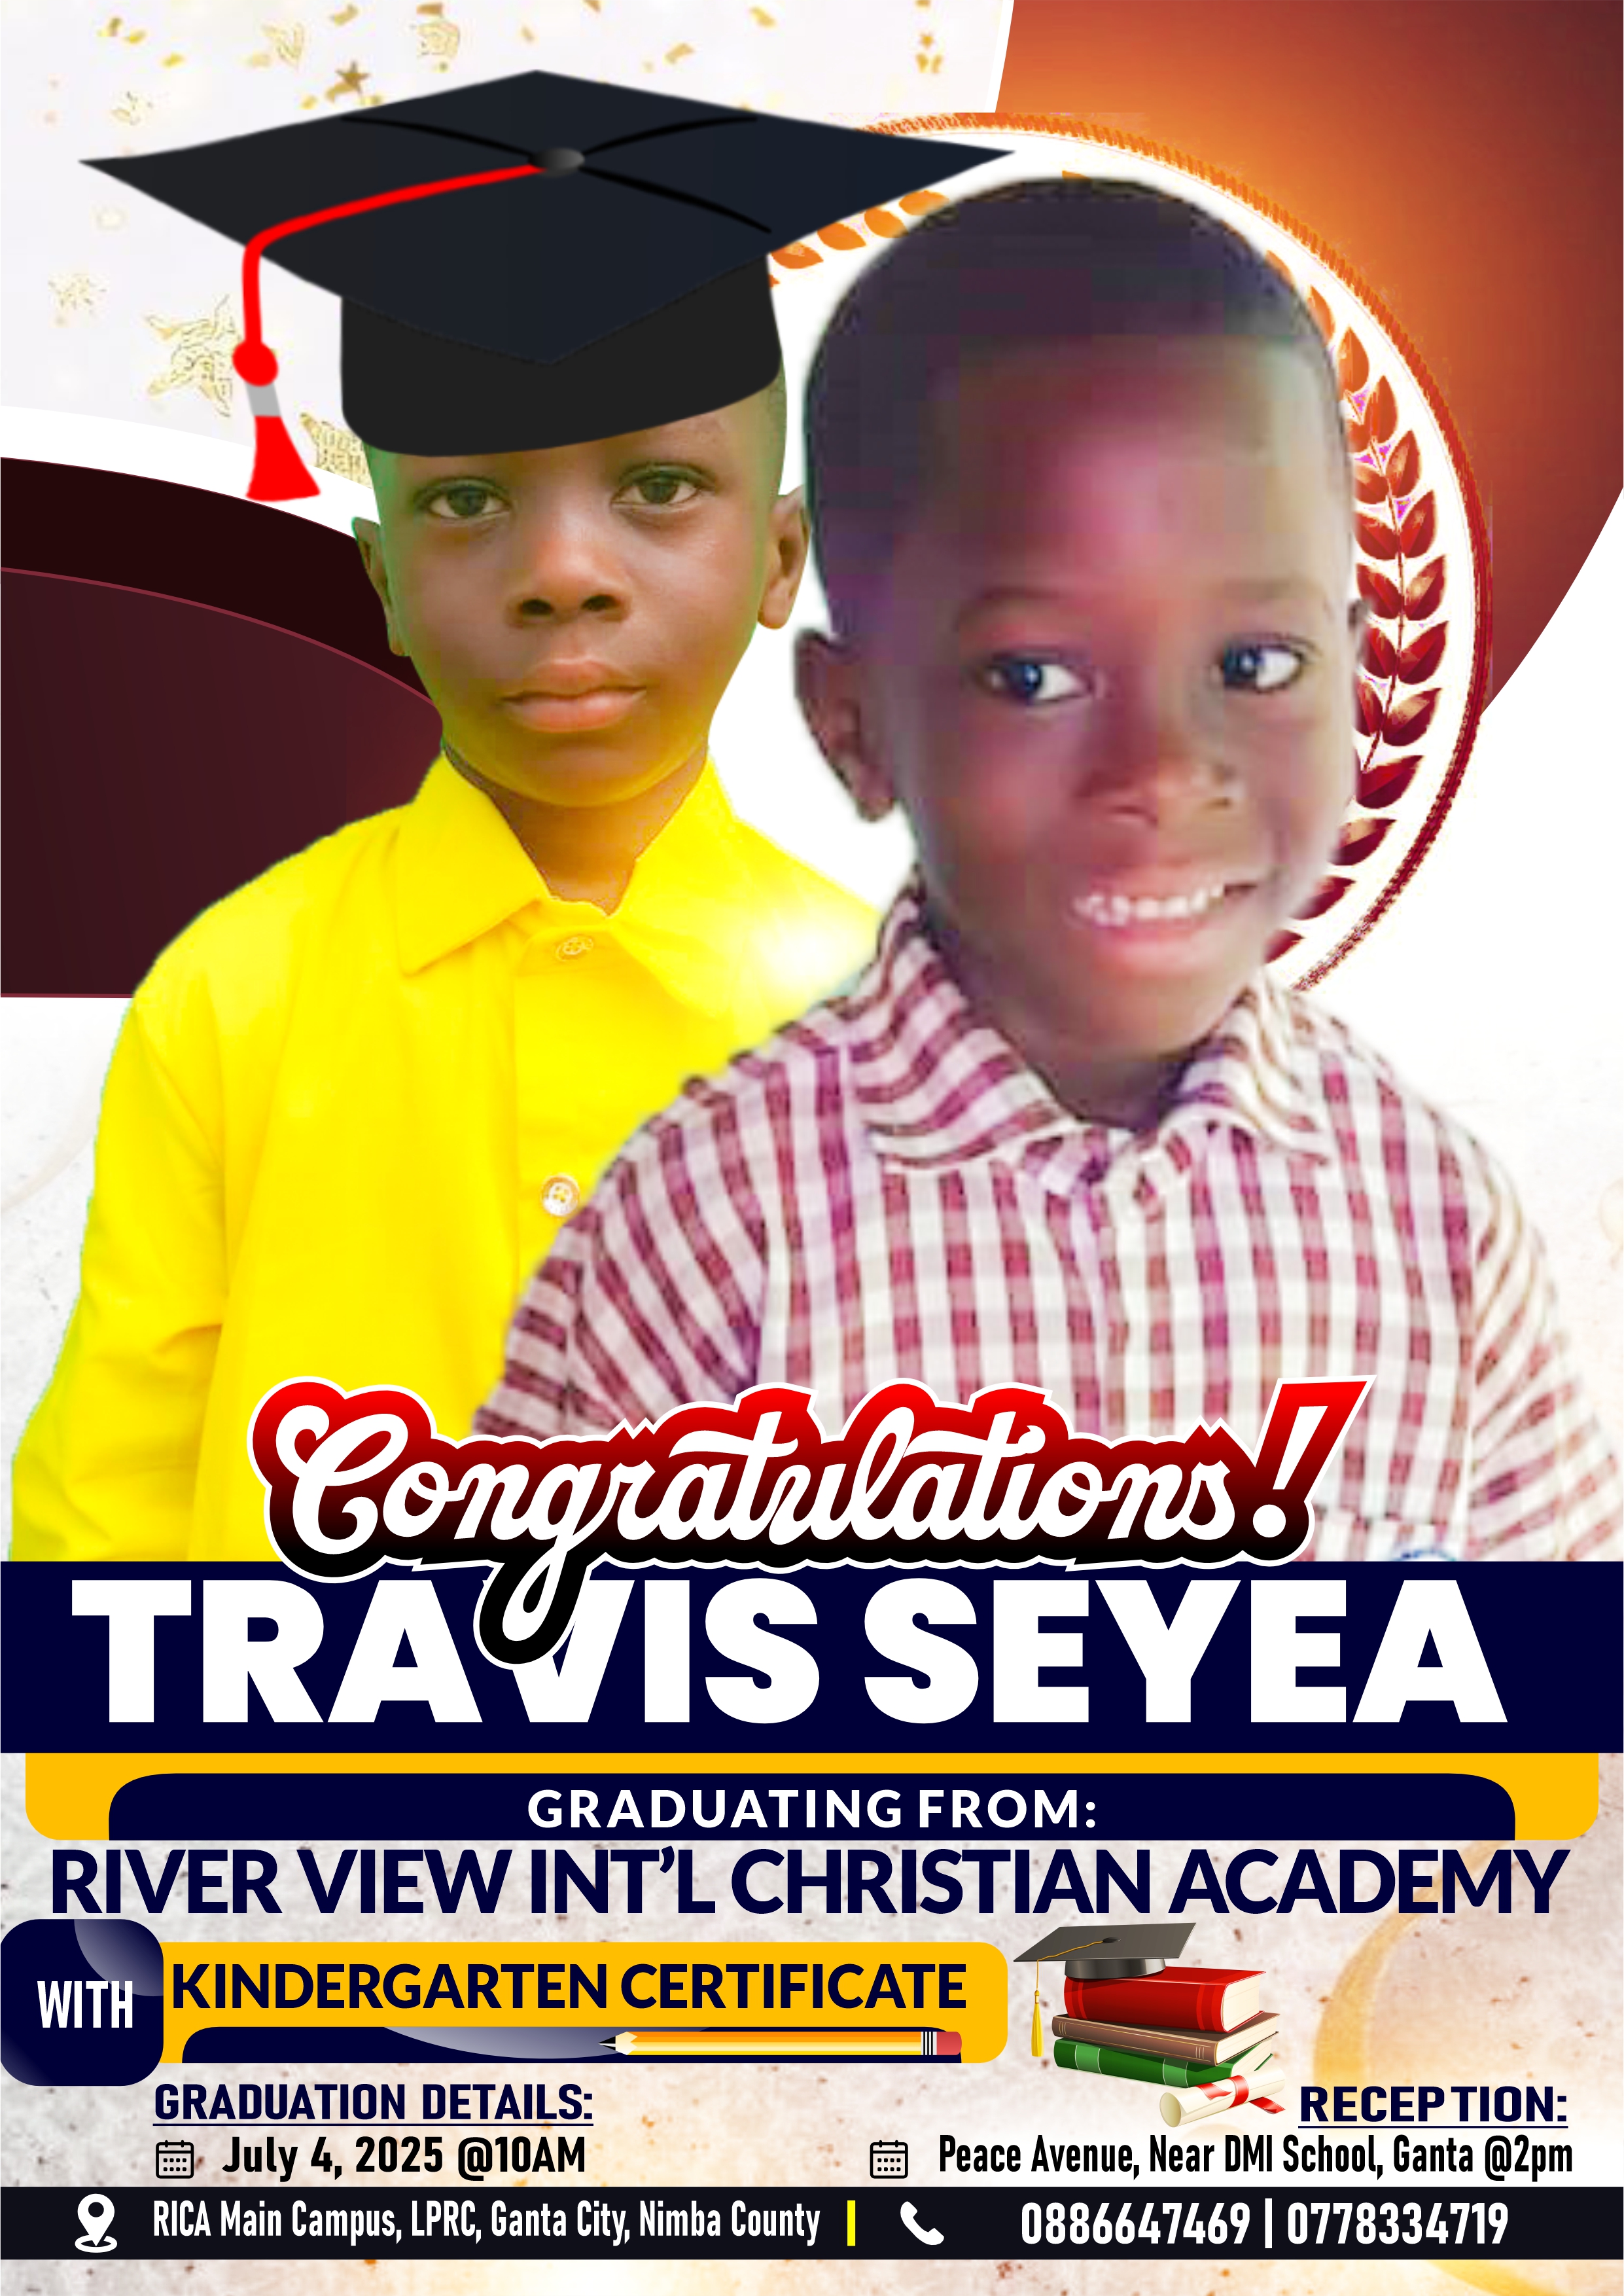 Congratulations!
TRAVIS SEYEA
GRADUATING FROM:
RIVER VIEW INT'L CHRISTIAN ACADEMY
WITH
KINDERGARTEN CERTIFICATE
GRADUATION DETAILS:
July 4, 2025 @10AM
RECEPTION:
Peace Avenue, Near DMI School, Ganta @2pm
RICA Main Campus, LPRC, Ganta City, Nimba County
0886647469 | 0778334719